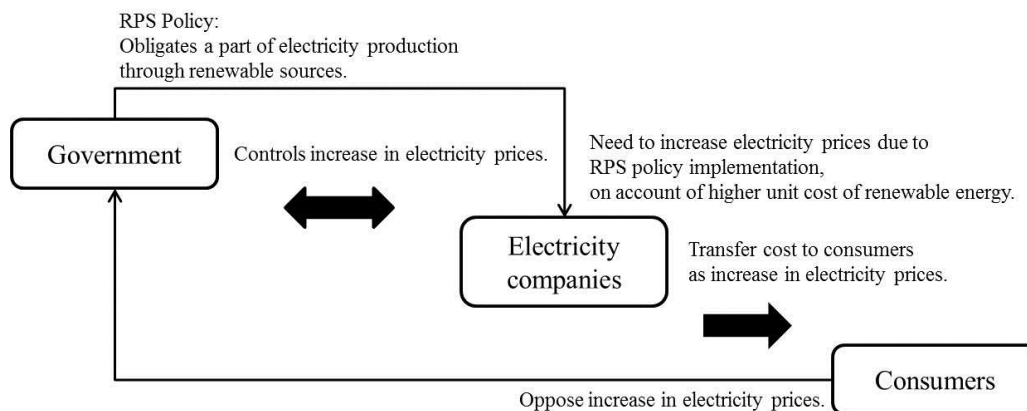 RPS Policy:
Obligates a part of electricity production
through renewable sources.
Government
Controls increase in electricity prices.
Need to increase electricity prices due to
RPS policy implementation,
on account of higher unit cost of renewable energy.
Electricity
companies
Transfer cost to consumers
as increase in electricity prices.
Consumers
Oppose increase in electricity prices.